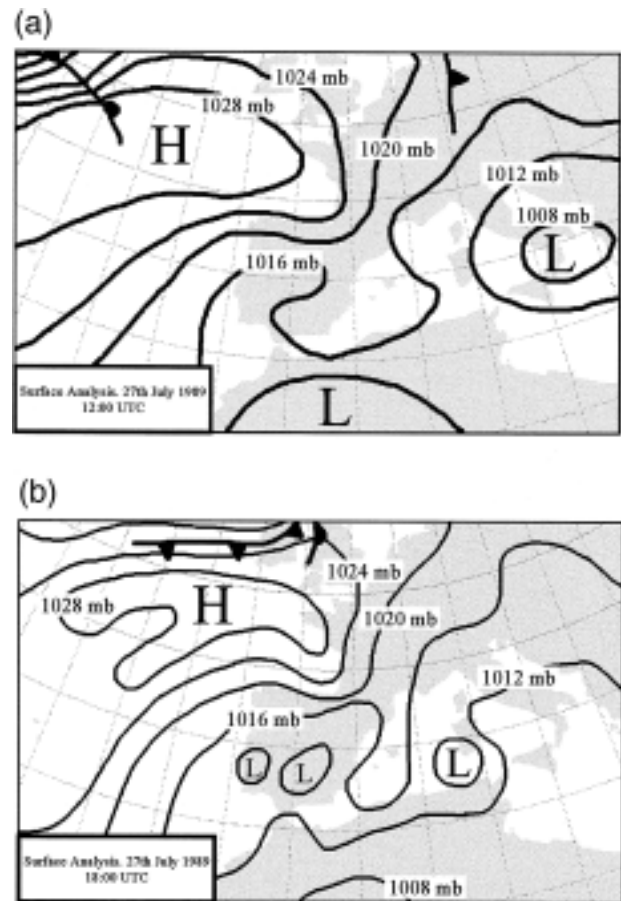 (a)
1024 mb
1028 mb
H
1020 mb
1012 mb
1008 mb
L
1016 mb
L
Surface Analysis. 27th July 1989
12:00 UTC
(b)
1024 mb
H
1028 mb
1020 mb
1012 mb
1016 mb
L
L
L
Surface Analysis. 27th July 1989
18:00 UTC
1008 mb